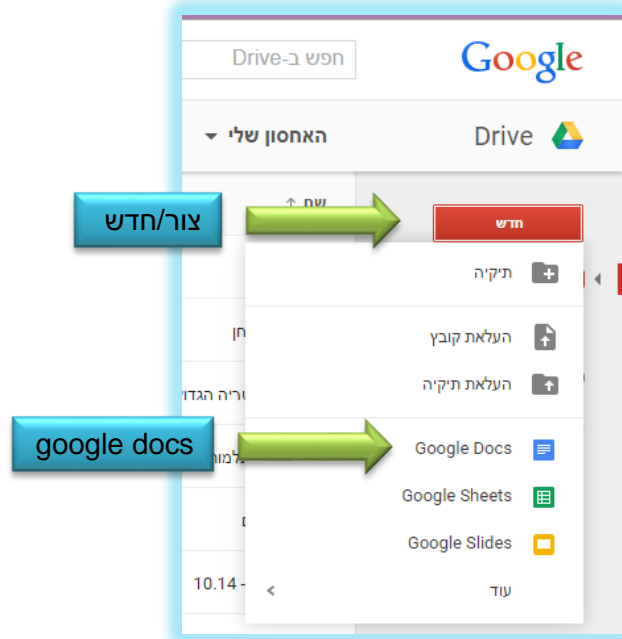 Google
חפש ב-Drive
Drive
האחסון שלי
שם
חדש
צור/חדש
תיקיה
העלאת קובץ
העלאת תיקיה
Google Docs
google docs
Google Sheets
Google Slides
עוד
10.14 -